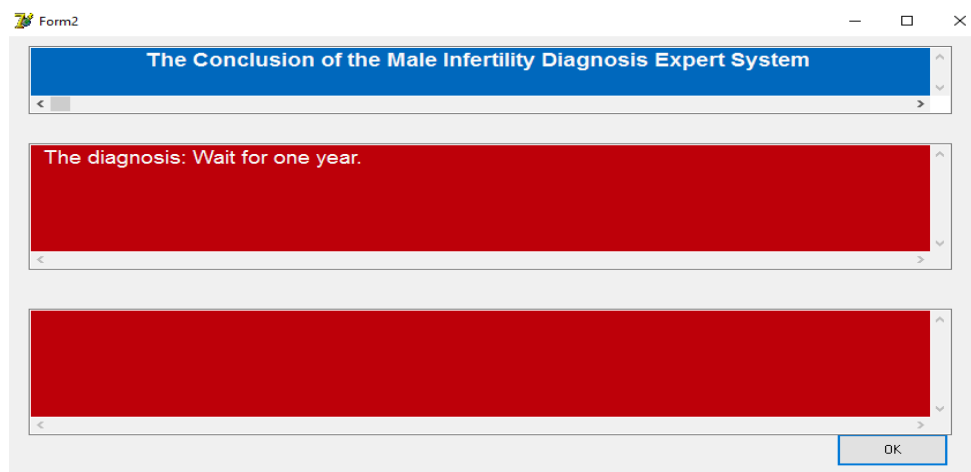 Form2
The Conclusion of the Male Infertility Diagnosis Expert System
The diagnosis: Wait for one year.
OK